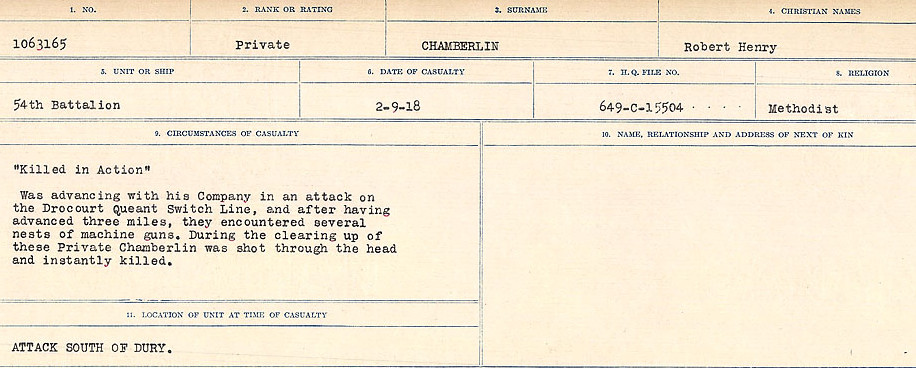 1. NO.
2. RANK OR RATING
3. SURNAME
4. CHRISTIAN NAMES
1063165
Private
CHAMBERLIN
Robert Henry
5. UNIT OR SHIP
6. DATE OF CASUALTY
7. H.Q. FILE NO.
8. RELIGION
54th Battalion
2-9-18
649-C-15504 . . . .
Methodist
9. CIRCUMSTANCES OF CASUALTY
10. NAME, RELATIONSHIP AND ADDRESS OF NEXT OF KIN
"Killed in Action"
Was advancing with his Company in an attack on
the Drocourt Queant Switch Line, and after having
advanced three miles, they encountered several
nests of machine guns. During the clearing up of
these Private Chamberlin was shot through the head
and instantly killed.
11. LOCATION OF UNIT AT TIME OF CASUALTY
ATTACK SOUTH OF DURY.